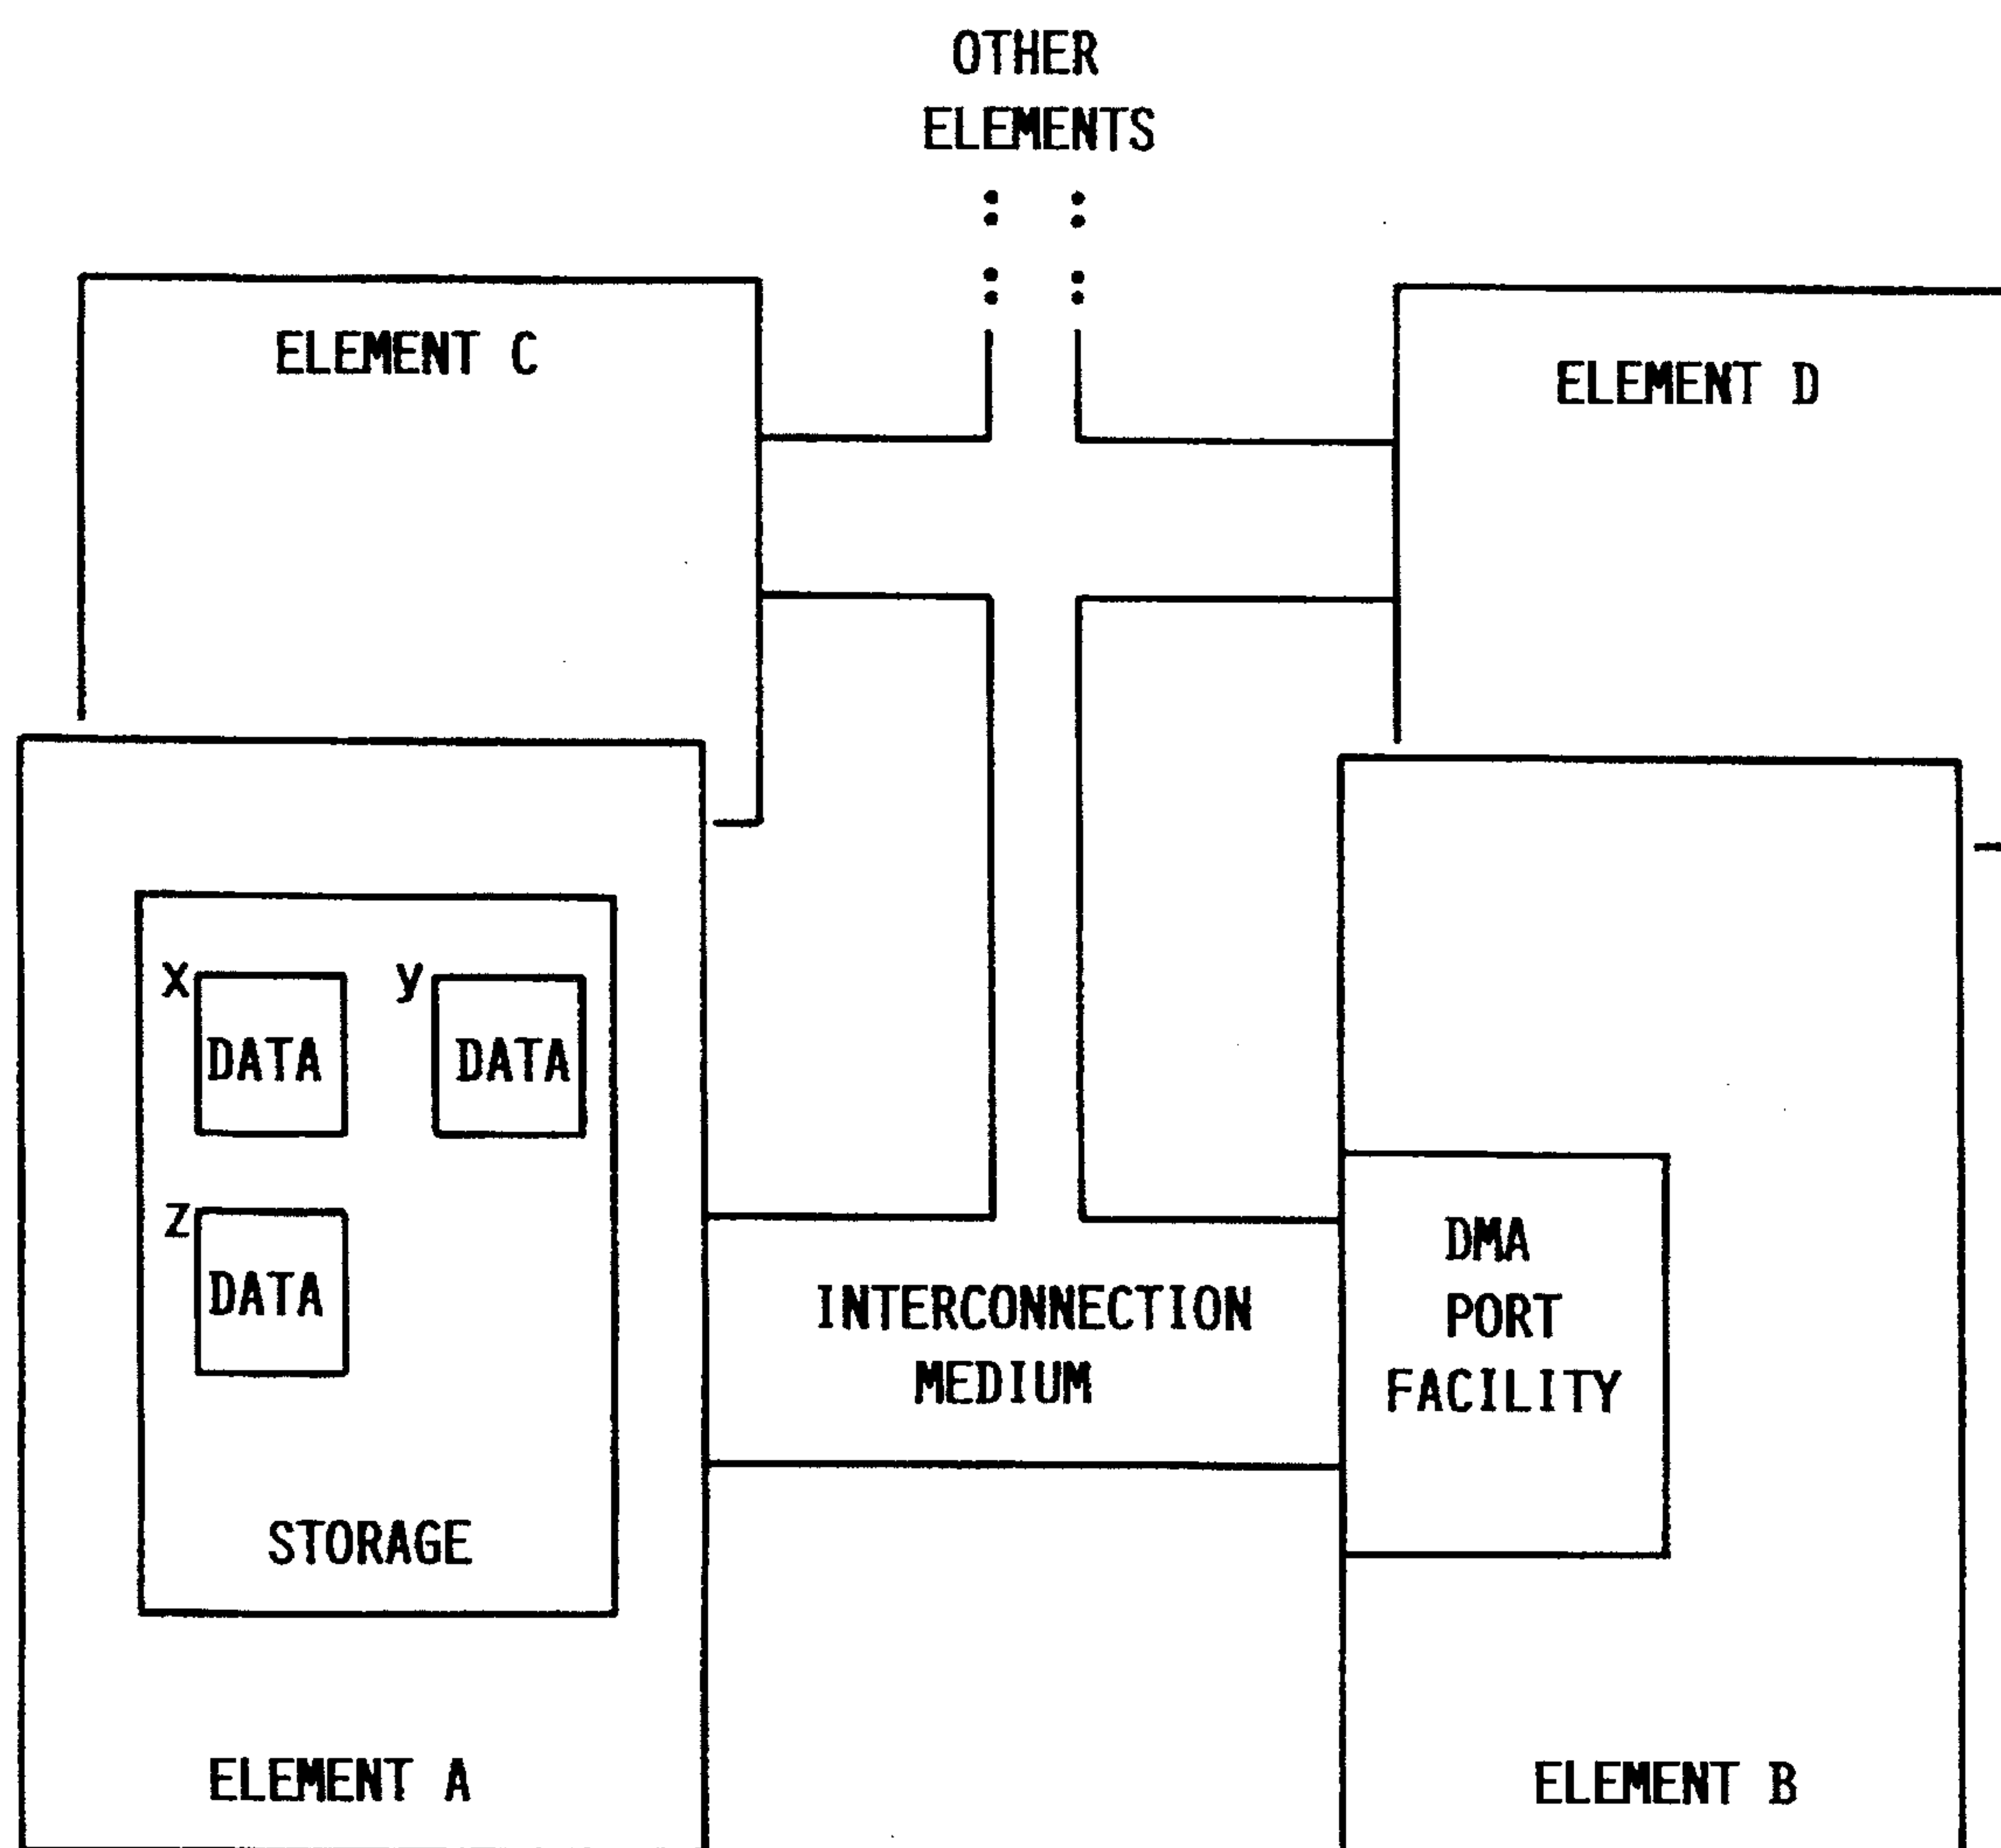 OTHER
ELEMENTS
ELEMENT C
ELEMENT D
x
y
DATA
DATA
z
DATA
STORAGE
ELEMENT A
INTERCONNECTION
MEDIUM
DMA
PORT
FACILITY
ELEMENT B